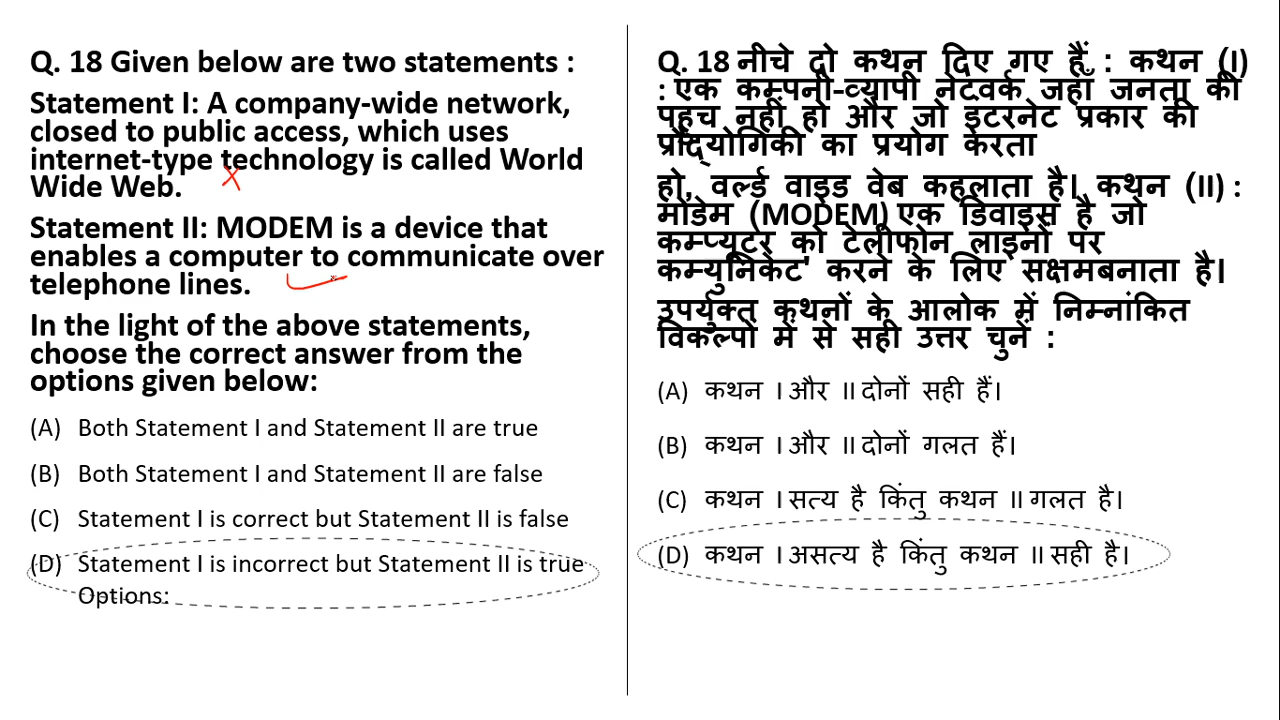 Q. 18 Given below are two statements :
Statement I: A company-wide network,
closed to public access, which uses
internet-type technology is called World
Wide Web.
Statement II: MODEM is a device that
enables a computer to communicate over
telephone lines.
In the light of the above statements,
choose the correct answer from the
options given below:
(A) Both Statement I and Statement II are true
(B) Both Statement I and Statement II are false
(C) Statement I is correct but Statement II is false
(D) Statement I is incorrect but Statement II is true
Options:
Q. 18 नीचे दो कथन दिए गए हैं : कथन (I)
: एक कम्पनी-व्यापी नेटवर्क जहाँ जनता की
पहुंच नहीं हो और जो इंटरनेट प्रकार की
प्रौद्योगिकी का प्रयोग करता
हो, वर्ल्ड वाइड वेब कहलाता है। कथन (II) :
मॉडेम (MODEM) एक डिवाइस है जो
कम्प्यूटर को टेलीफोन लाइनों पर
कम्युनिकेट' करने के लिए सक्षमबनाता है।
उपर्युक्त कथनों के आलोक में निम्नांकित
विकल्पों में से सही उत्तर चुनें :
(A) कथन I और II दोनों सही हैं।
(B) कथन I और II दोनों गलत हैं।
(C) कथन I सत्य है किंतु कथन II गलत है।
(D) कथन I असत्य है किंतु कथन II सही है।